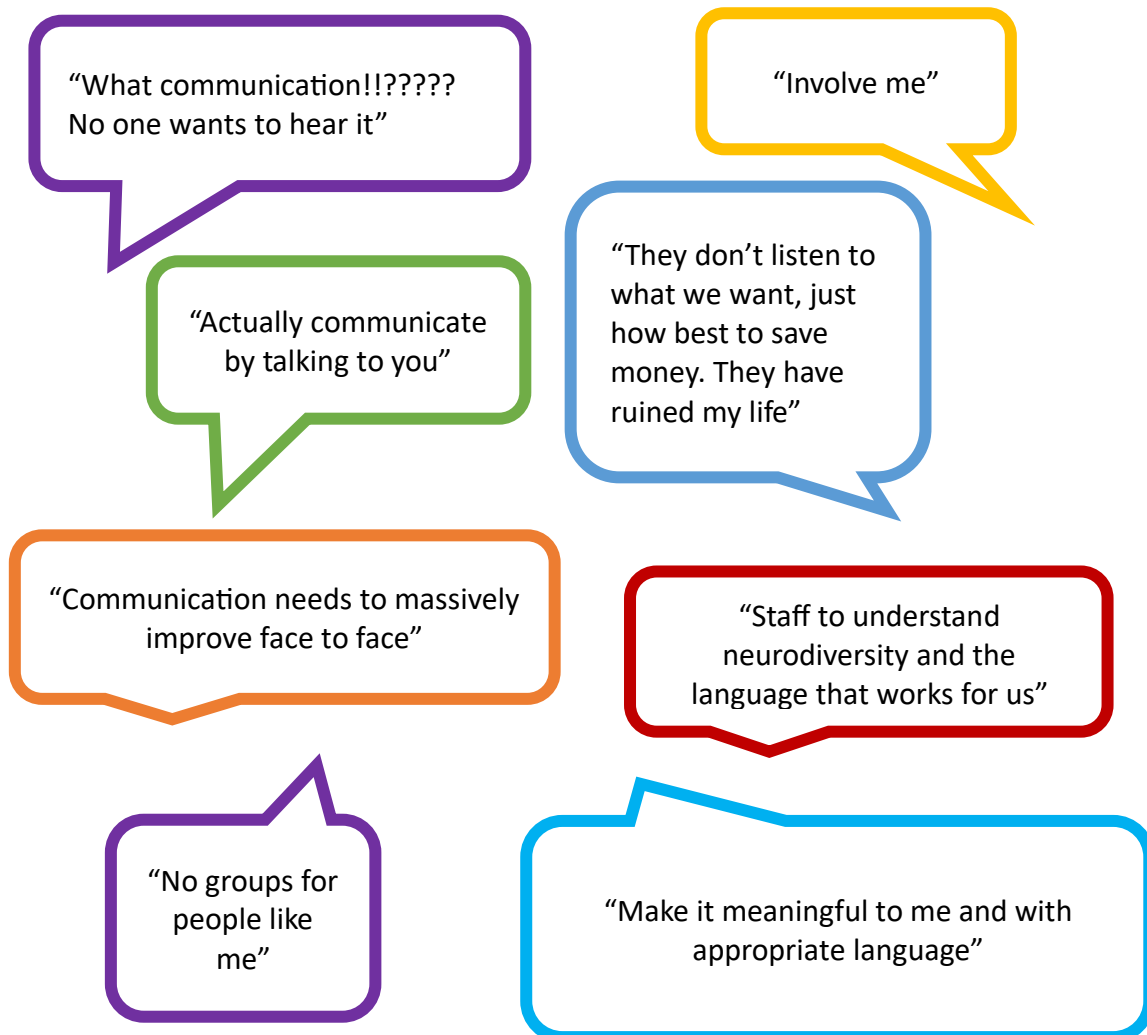 “What communication!!?????
No one wants to hear it”
“Involve me”
“Actually communicate
by talking to you”
“They don’t listen to
what we want, just
how best to save
money. They have
ruined my life”
“Communication needs to massively
improve face to face”
“Staff to understand
neurodiversity and the
language that works for us”
“No groups for
people like
me”
“Make it meaningful to me and with
appropriate language”